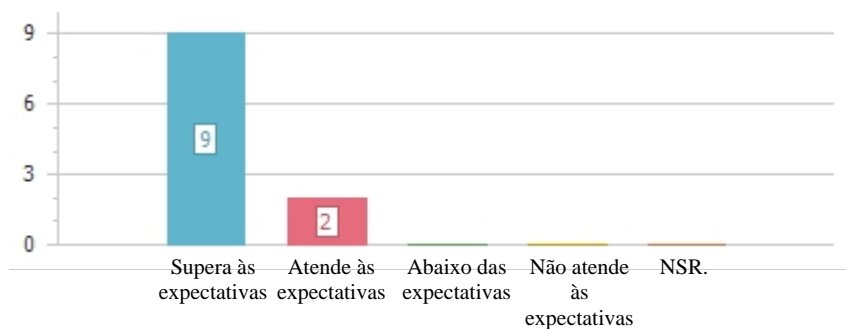 9
6
3
0
9
2
Supera às
expectativas
Atende às
expectativas
Abaixo das
expectativas
Não atende
às
expectativas
NSR.